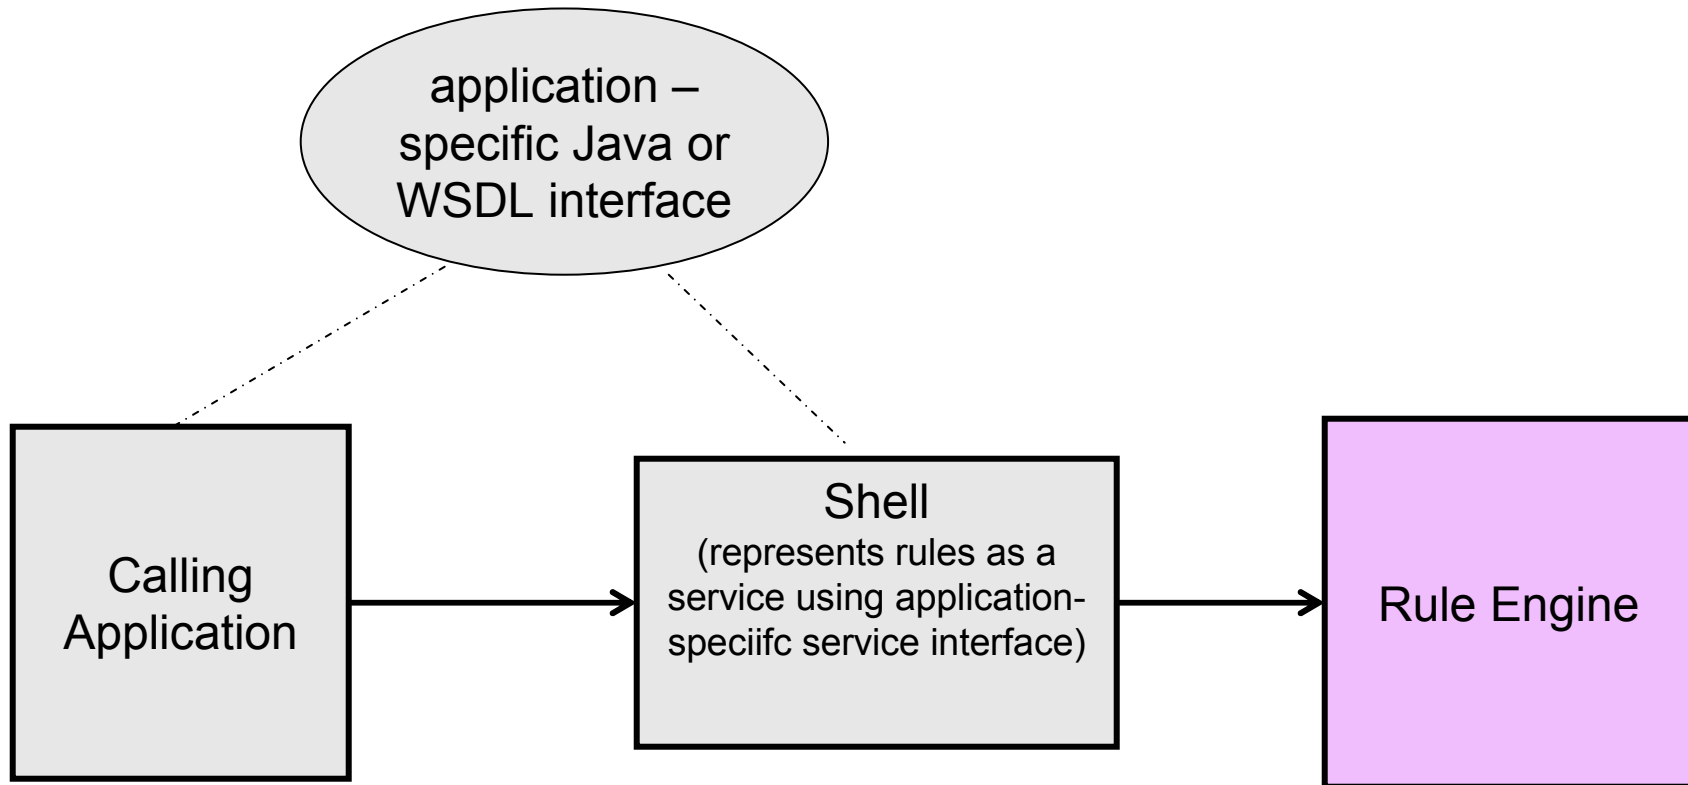 application –
specific Java or
WSDL interface
Calling
Application
Shell
(represents rules as a
service using application-
speciifc service interface)
Rule Engine